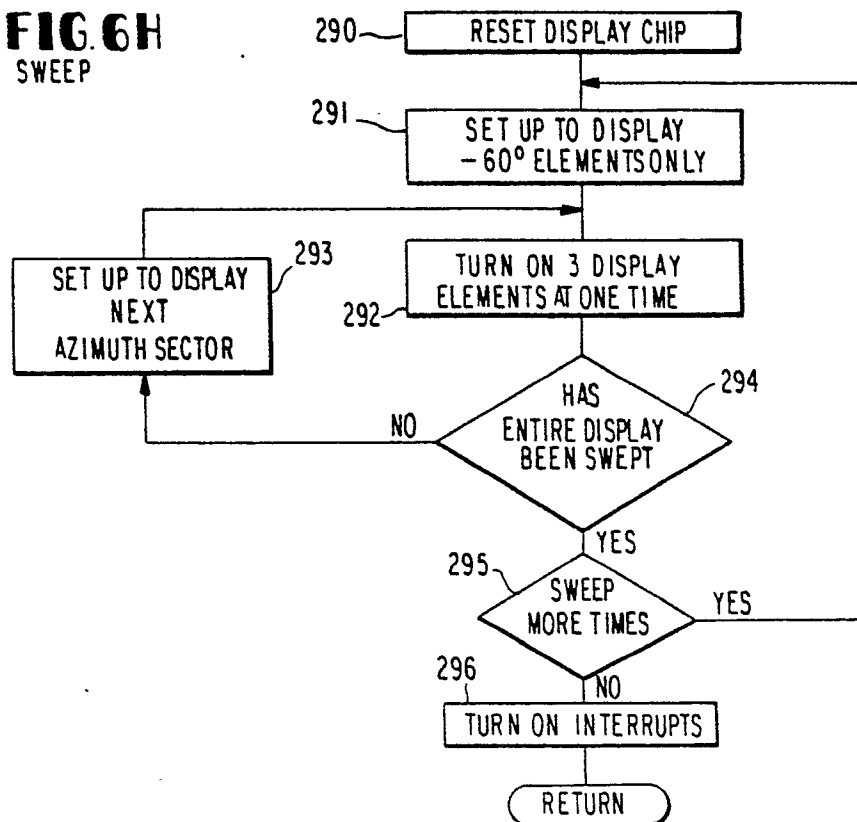 FIG. 6H
SWEEP
290
RESET DISPLAY CHIP
291
SET UP TO DISPLAY
-60° ELEMENTS ONLY
293
SET UP TO DISPLAY
NEXT
AZIMUTH SECTOR
TURN ON 3 DISPLAY
ELEMENTS AT ONE TIME
292
294
HAS
ENTIRE DISPLAY
BEEN SWEPT
NO
YES
295
SWEEP
MORE TIMES
YES
296
NO
TURN ON INTERRUPTS
RETURN